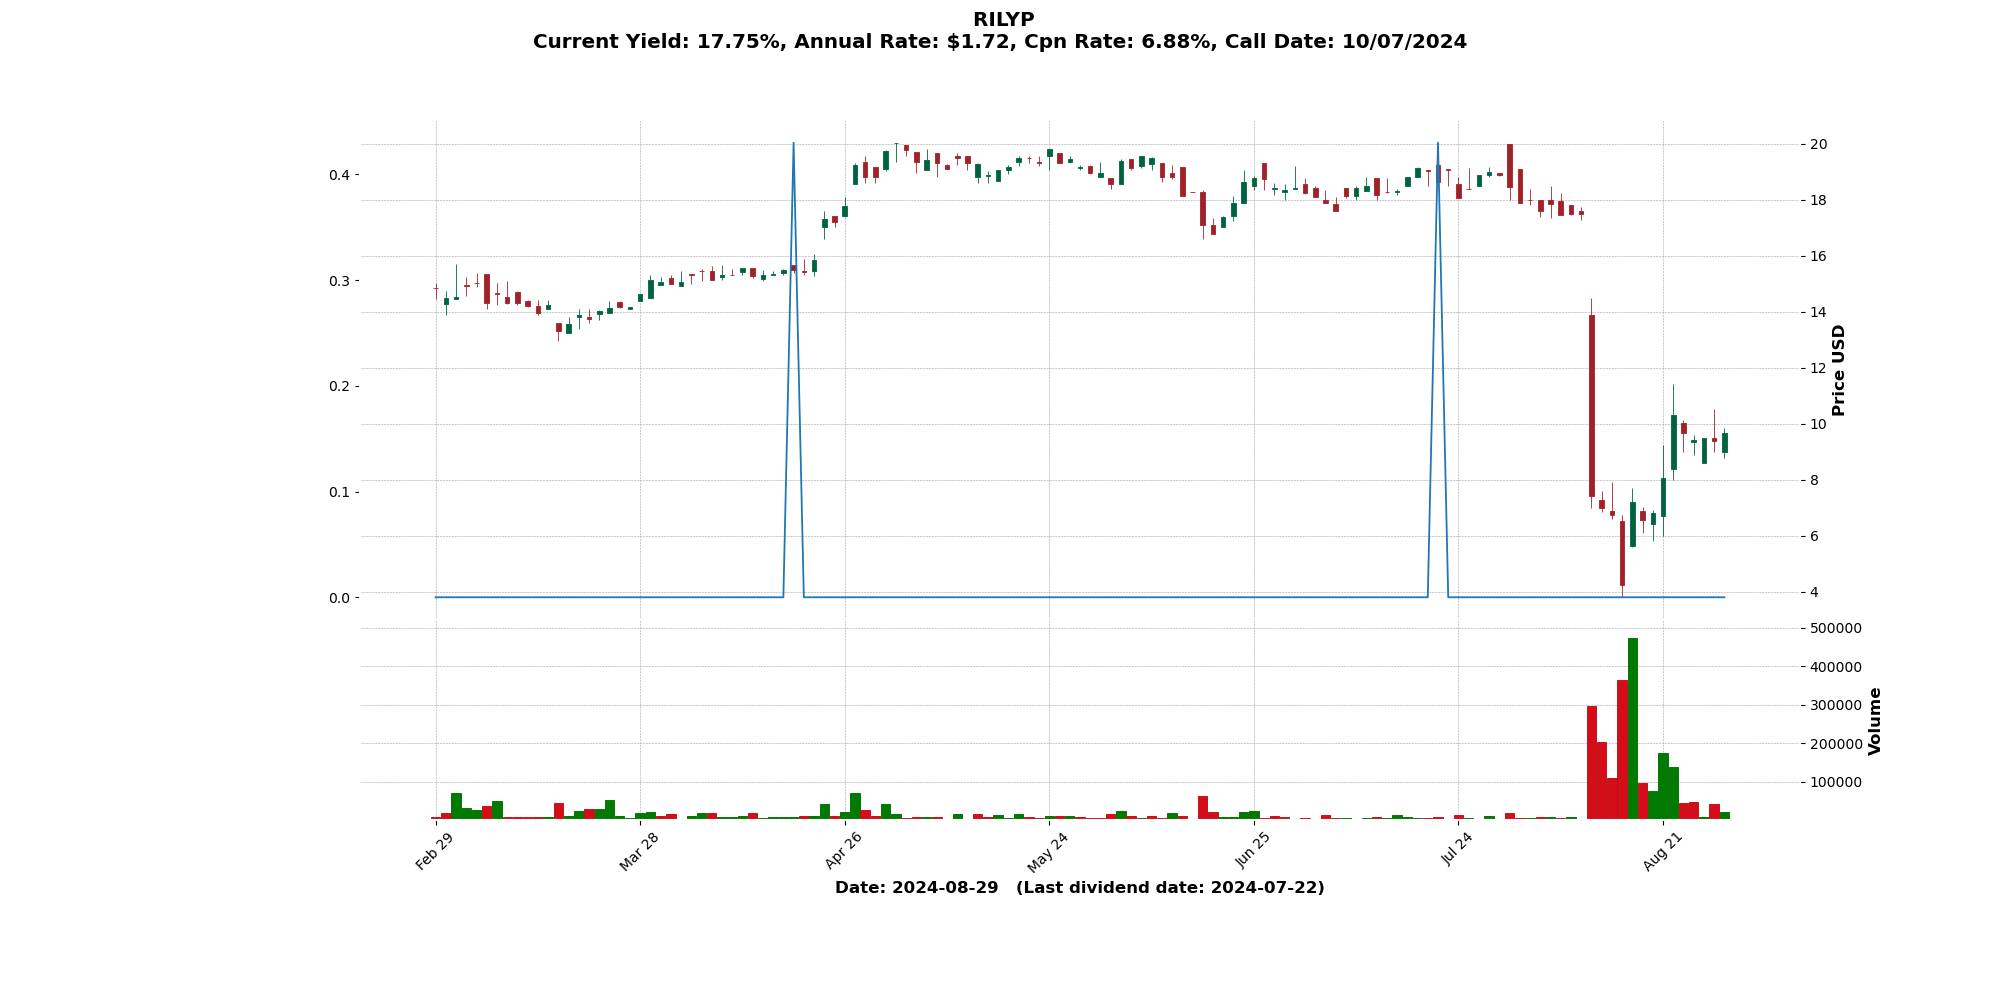 RILYP
Current Yield: 17.75%, Annual Rate: $1.72, Cpn Rate: 6.88%, Call Date: 10/07/2024
0.4
0.3
0.2
0.1
0.0
20
18
16
14
12
10
8
6
4
Price USD
500000
400000
300000
200000
100000
Volume
Feb 29
Mar 28
Apr 26
May 24
Jun 25
Jul 24
Aug 21
Date: 2024-08-29 (Last dividend date: 2024-07-22)